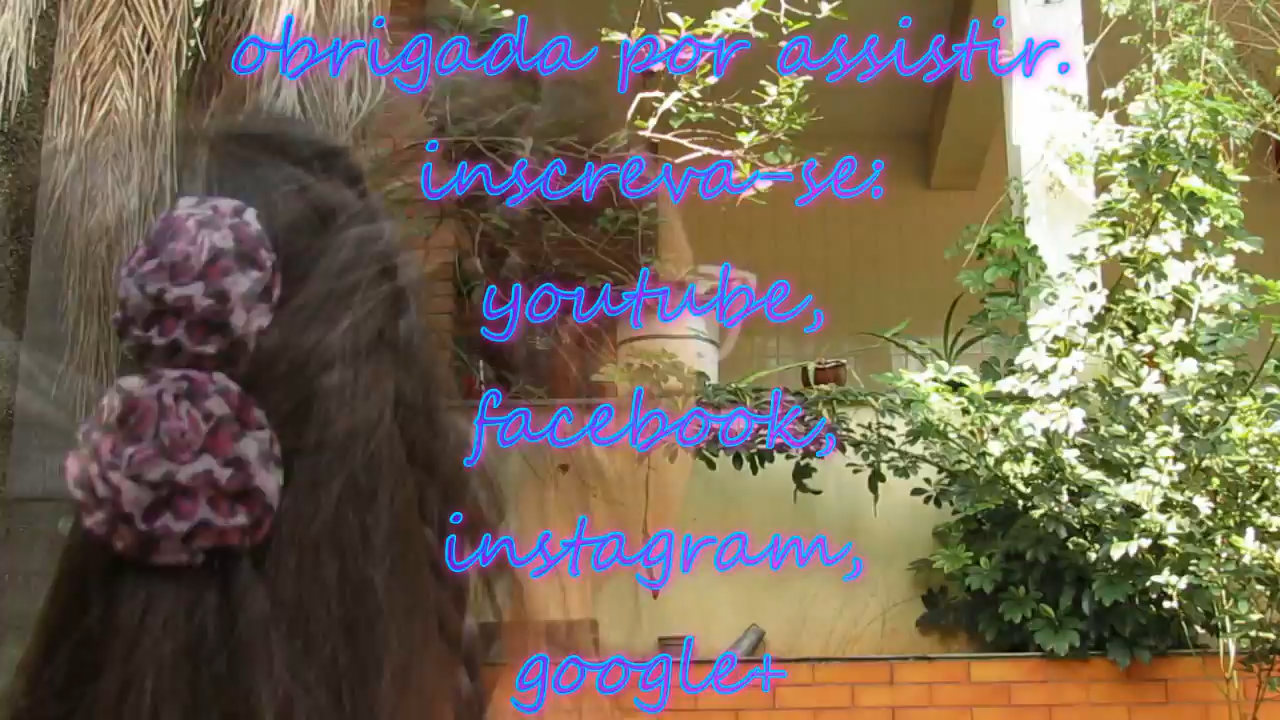 obrigada por assistir.
inscreva-se:
youtube,
facebook,
instagram,
google+